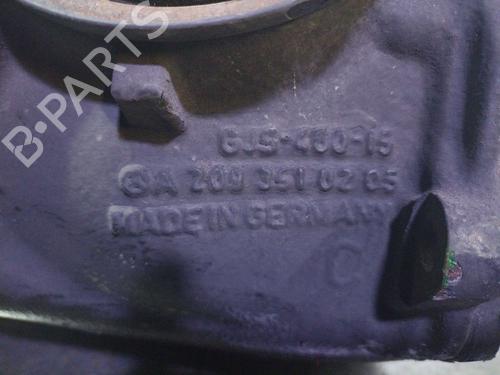 B-PARTS
GJS-400-15
A 209 351 02 05
MADE IN GERMANY
C